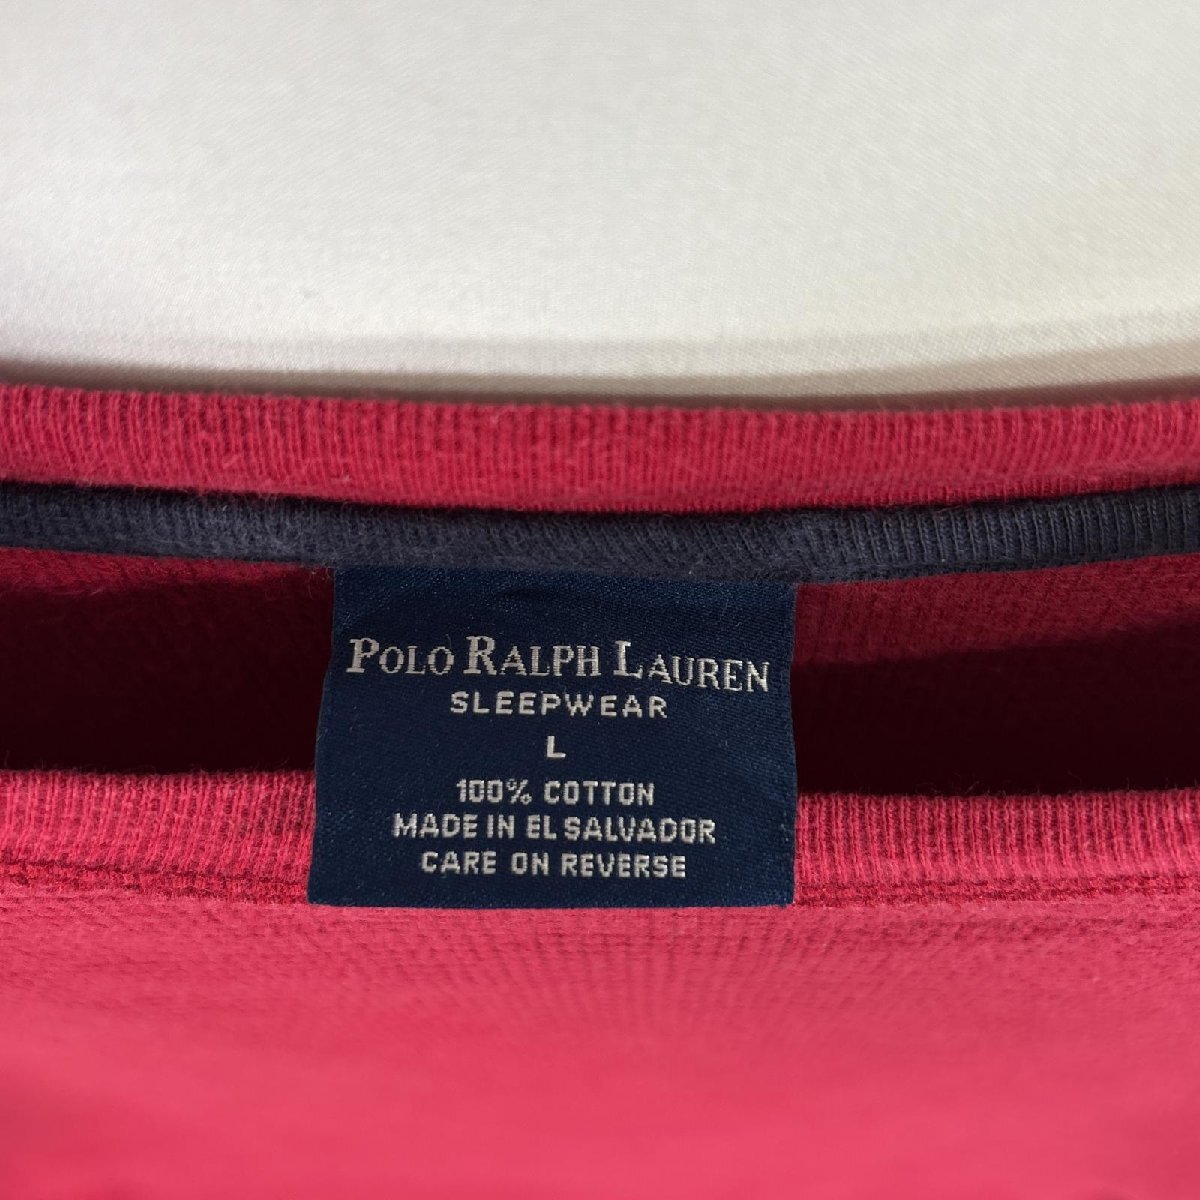 POLO RALPH LAUREN
SLEEPWEAR
L
100% COTTON
MADE IN EL SALVADOR
CARE ON REVERSE